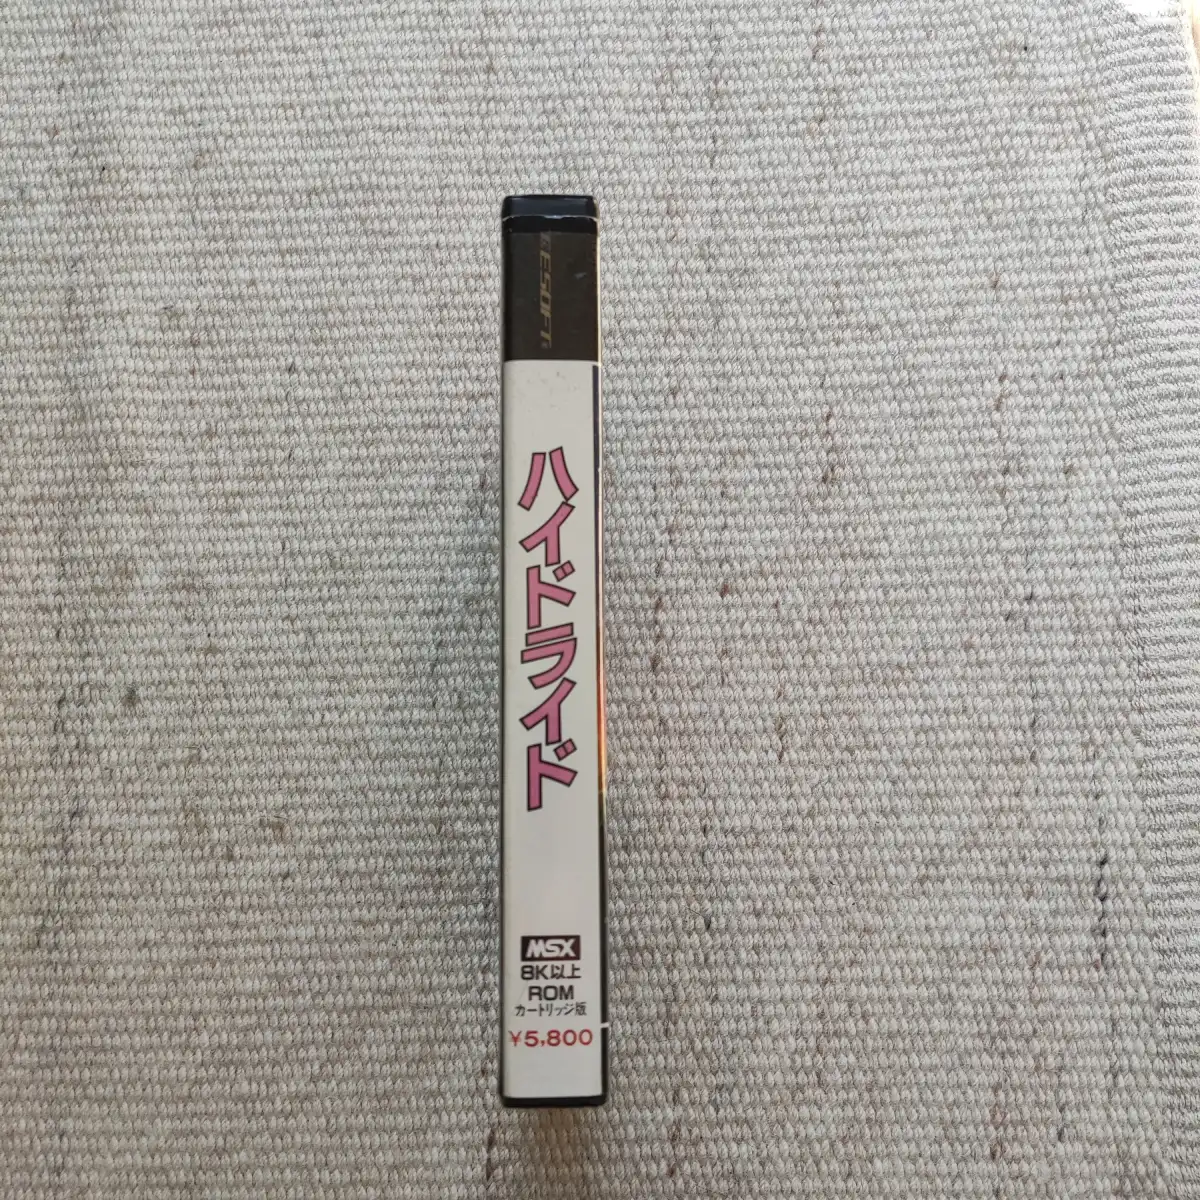 ハイドライド
MSX
8K以上
ROM
カートリッジ版
¥5,800